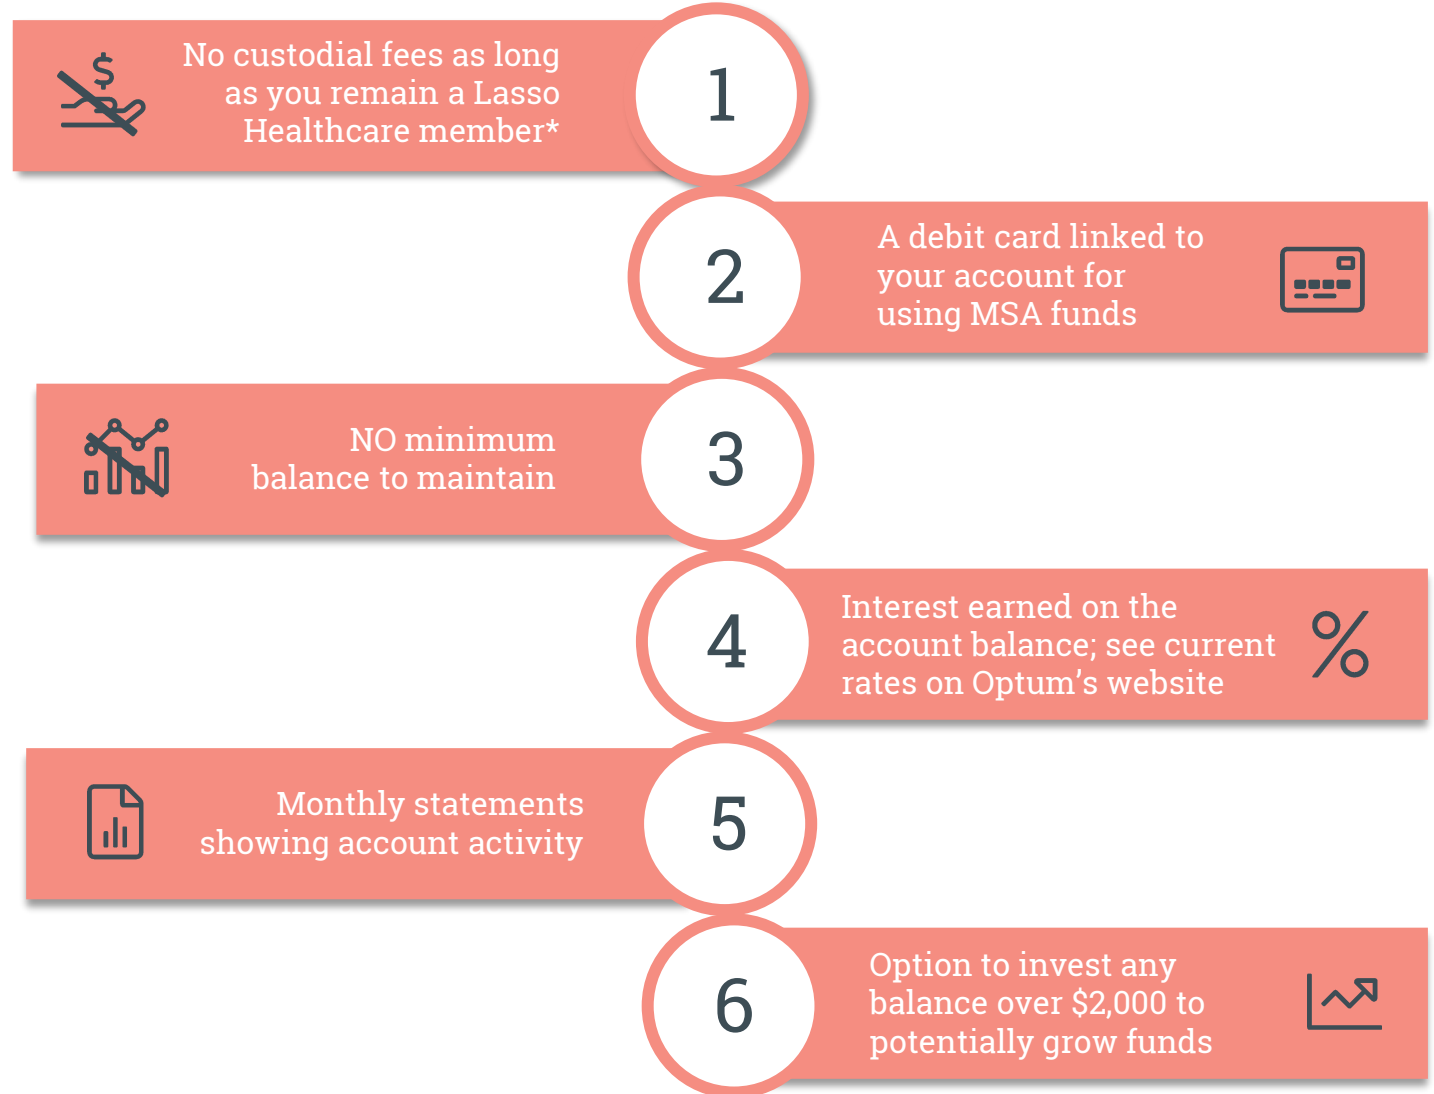 No custodial fees as long
as you remain a Lasso
Healthcare member*
1
2
A debit card linked to
your account for
using MSA funds
NO minimum
balance to maintain
3
4
Interest earned on the
account balance; see current
rates on Optum’s website
Monthly statements
showing account activity
5
6
Option to invest any
balance over $2,000 to
potentially grow funds